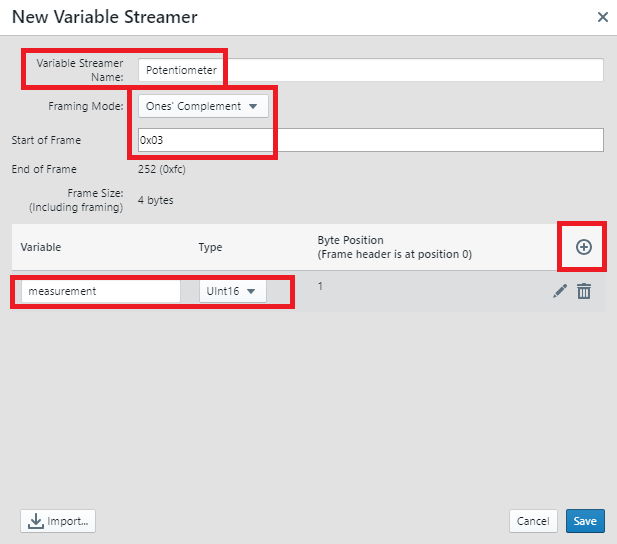 New Variable Streamer
Variable Streamer
Name:
Potentiometer
Framing Mode:
Ones' Complement
Start of Frame
0x03
End of Frame
252 (0xfc)
Frame Size:
(Including framing)
4 bytes
Variable
Type
Byte Position
(Frame header is at position 0)
measurement
UInt16
1
Import...
Cancel
Save